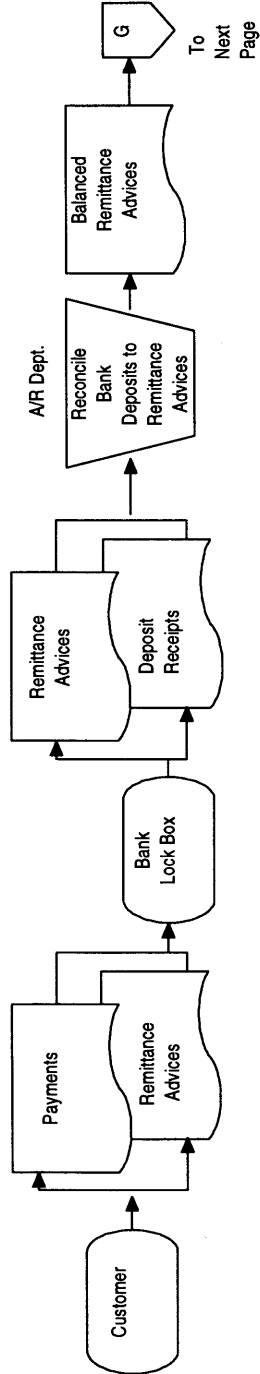 Customer
Payments
Remittance
Advices
Bank
Lock Box
Remittance
Advices
Deposit
Receipts
A/R Dept.
Reconcile
Bank
Deposits to
Remittance
Advices
Balanced
Remittance
Advices
G
To
Next
Page